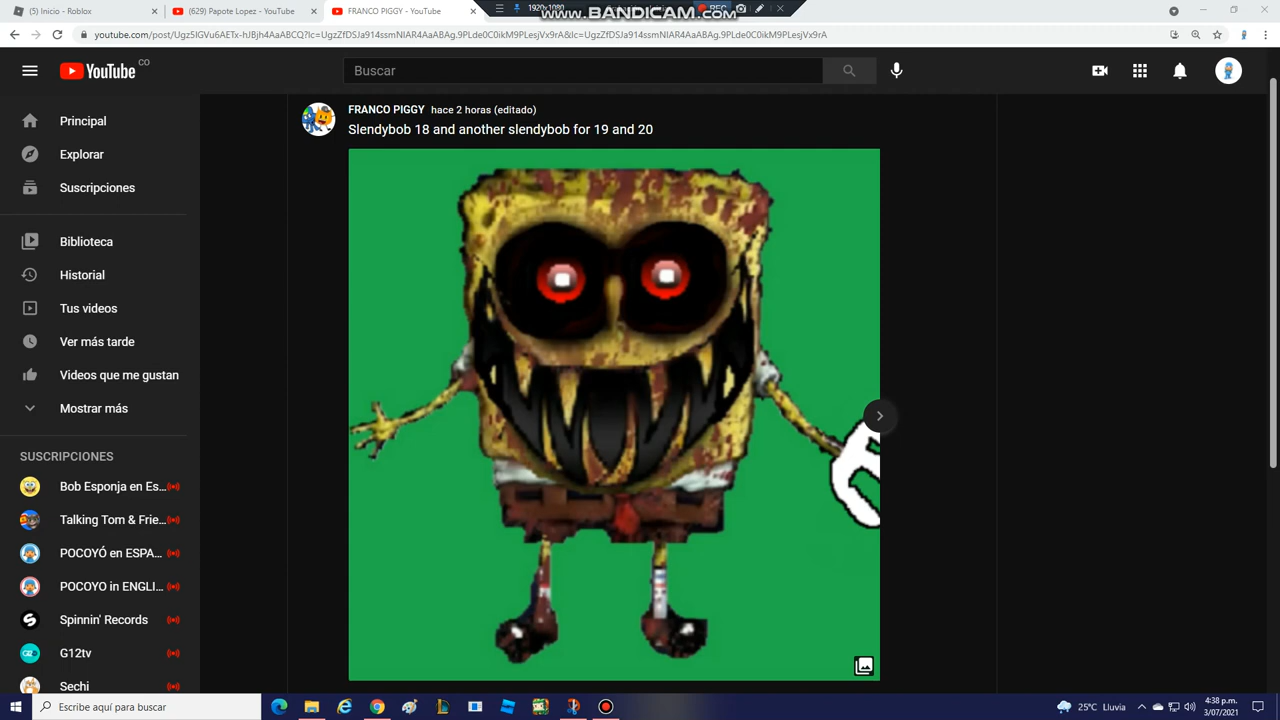 (5) Inicio - Roblox
(629) Papote Lopez - YouTube
FRANCO PIGGY - YouTube
1920x1080
REC
www.BANDICAM.com
youtube.com/post/Ugz5IGVu6AETx-hJBjh4AaABCQ?lc=UgzZfDSJa914ssmNIAR4AaABAg.9PLde0C0ikM9PLesjVx9rA&lc=UgzZfDSJa914ssmNIAR4AaABAg.9PLde0C0ikM9PLesjVx9rA
YouTube CO
Buscar
Principal
Explorar
Suscripciones
Biblioteca
Historial
Tus videos
Ver más tarde
Videos que me gustan
Mostrar más
SUSCRIPCIONES
Bob Esponja en Es...
Talking Tom & Frie...
POCOYÓ en ESPA...
POCOYO in ENGLI...
Spinnin' Records
G12tv
Sechi
FRANCO PIGGY hace 2 horas (editado)
Slendybob 18 and another slendybob for 19 and 20
Escribe aquí para buscar
25°C Lluvia
4:38 p.m.
3/07/2021